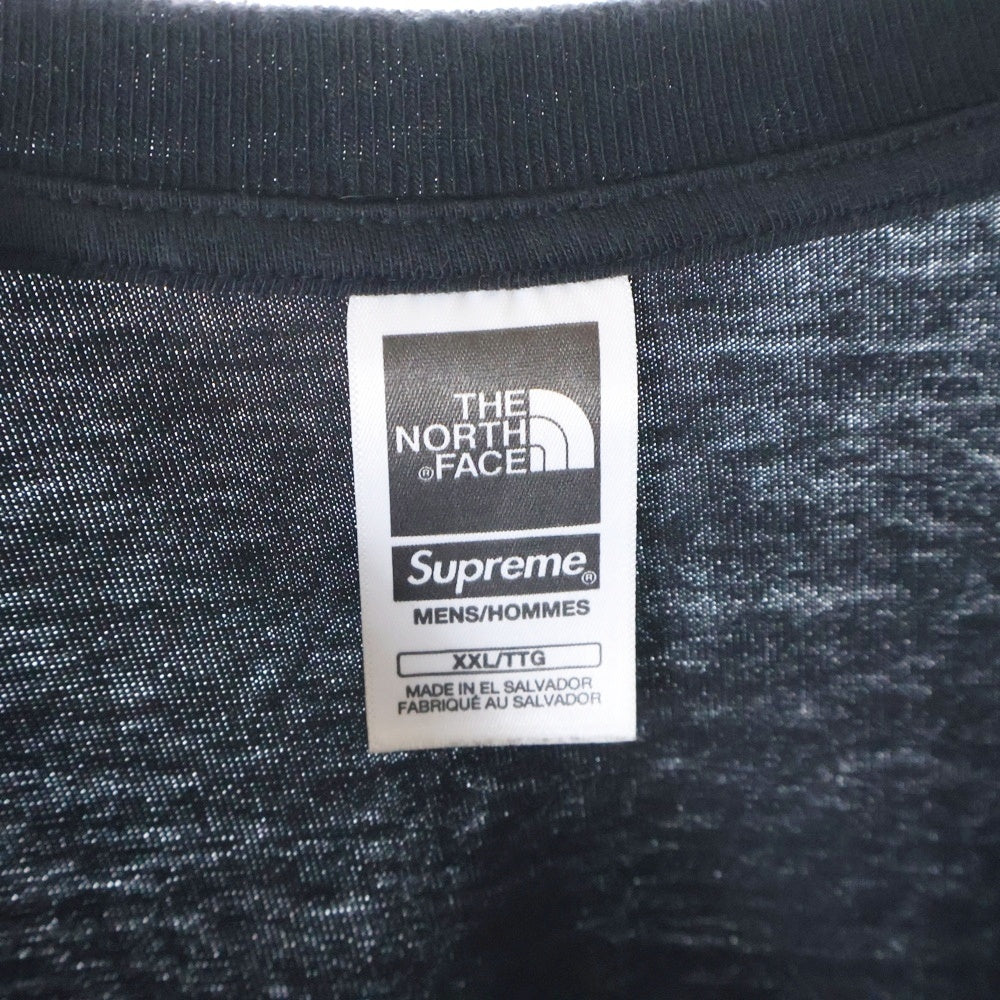 THE
NORTH
®FACE
Supreme®
MENS/HOMMES
XXL/TTG
MADE IN EL SALVADOR
FABRIQUÉ AU SALVADOR